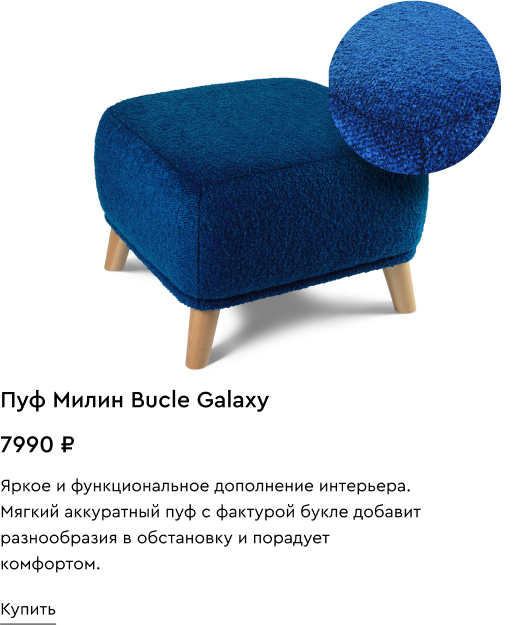 Пуф Милин Bucle Galaxy
7990 ₽
Яркое и функциональное дополнение интерьера.
Мягкий аккуратный пуф с фактурой букле добавит
разнообразия в обстановку и порадует
комфортом.
Купить